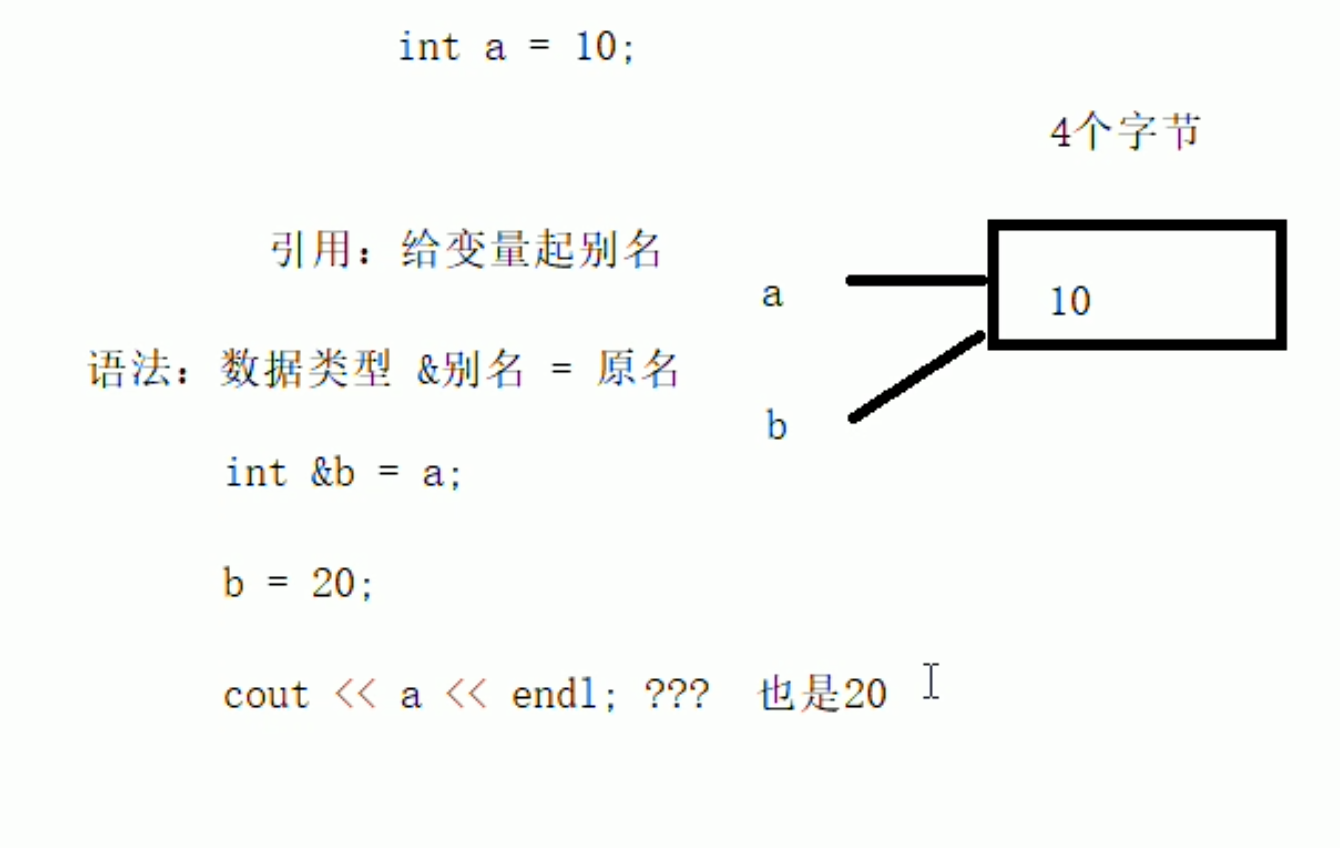 int a = 10;
4个字节
引用：给变量起别名
a
10
语法：数据类型 &别名 = 原名
b
int &b = a;
b = 20;
cout << a << endl; ??? 也是20